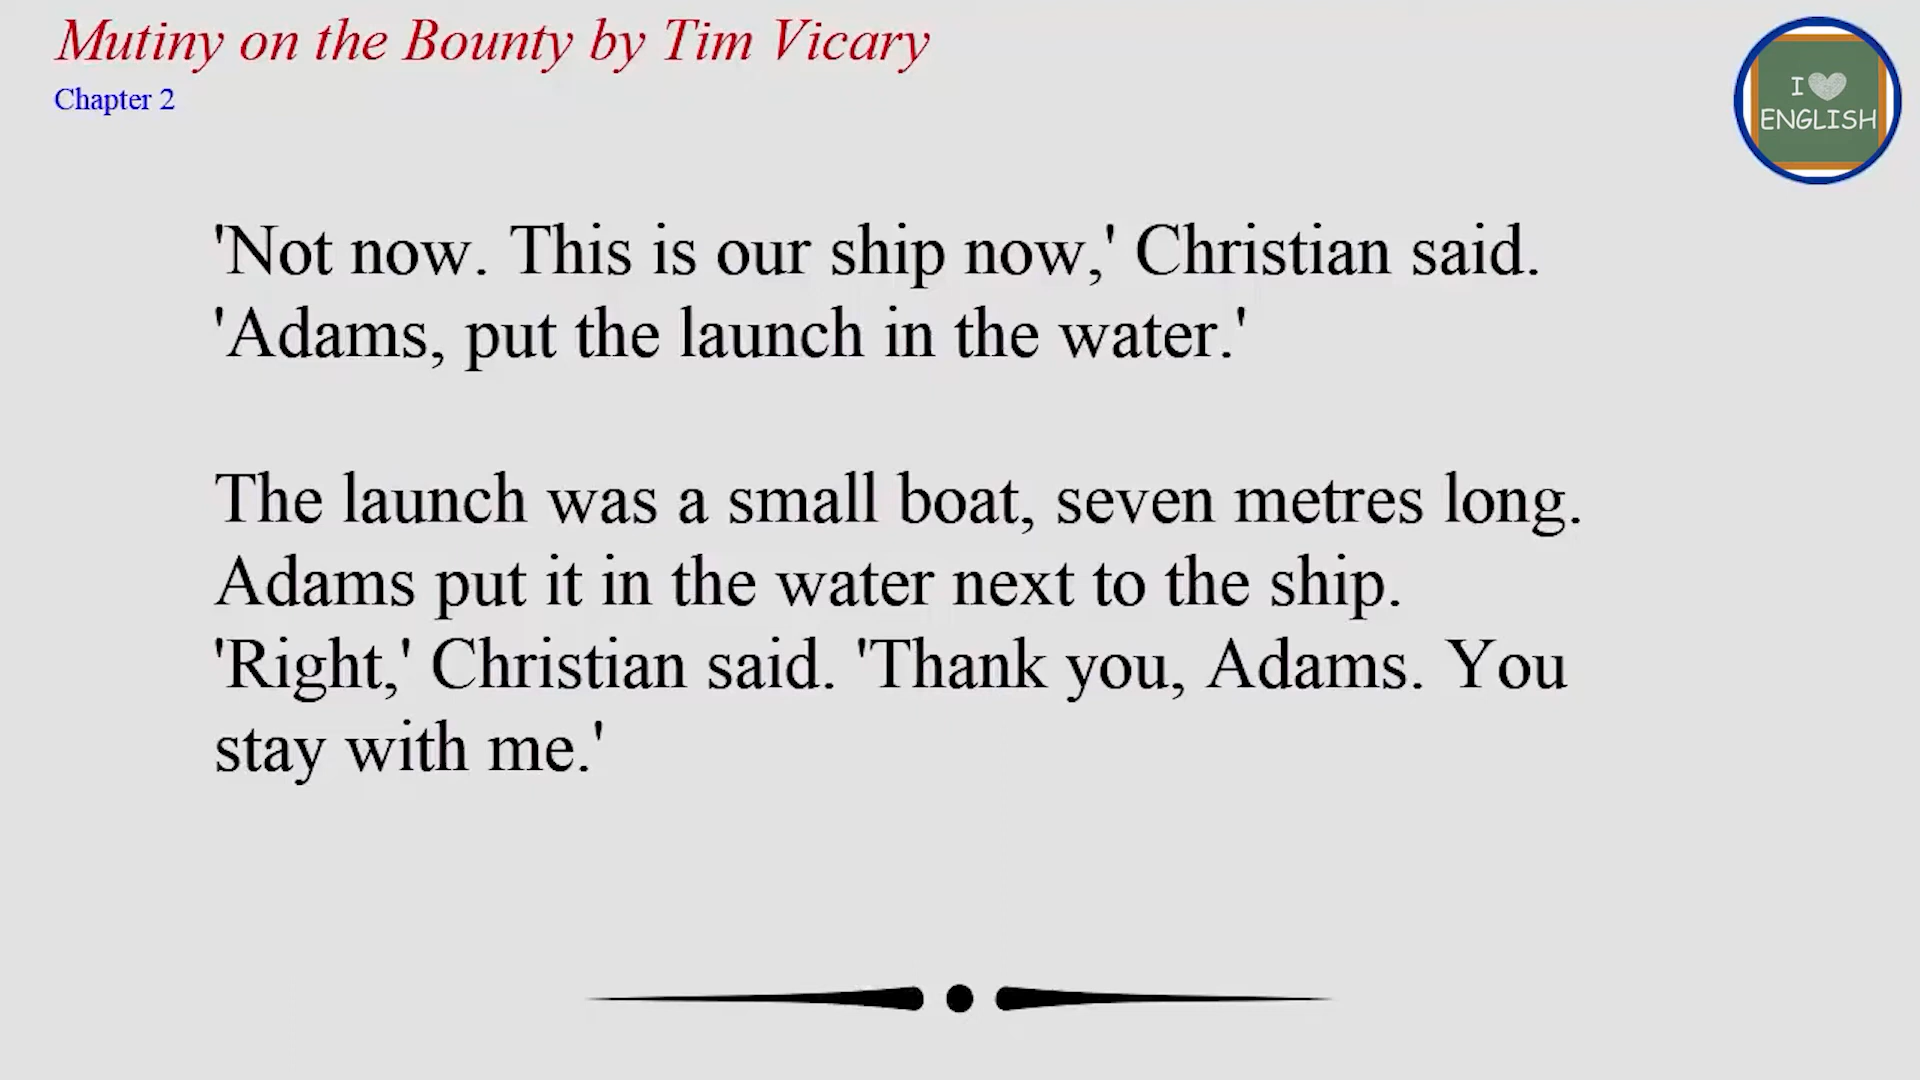 Mutiny on the Bounty by Tim Vicary
Chapter 2
I
ENGLISH
'Not now. This is our ship now,' Christian said.
'Adams, put the launch in the water.'
The launch was a small boat, seven metres long.
Adams put it in the water next to the ship.
'Right,' Christian said. 'Thank you, Adams. You
stay with me.'